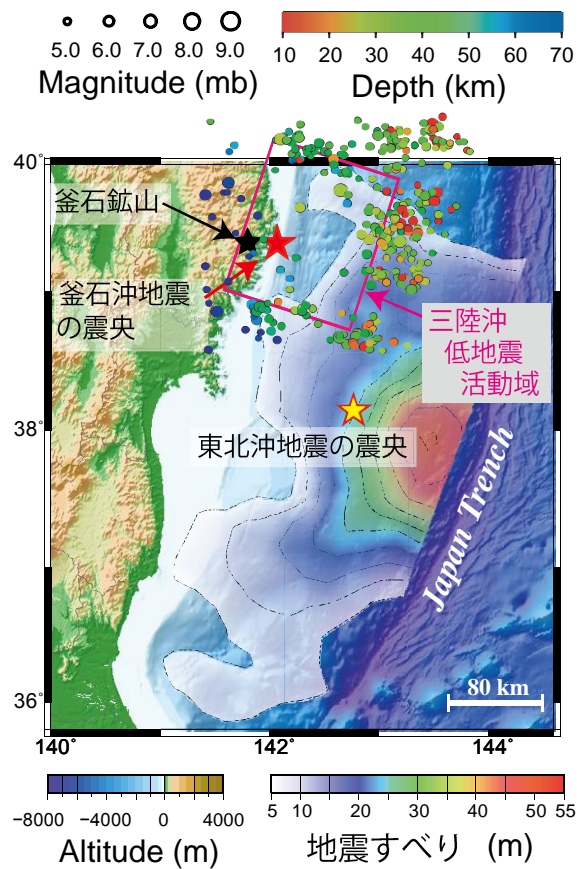 5.0 6.0 7.0 8.0 9.0
Magnitude (mb)
10 20 30 40 50 60 70
Depth (km)
40°
釜石鉱山
釜石沖地震
の震央
三陸沖
低地震
活動域
38°
東北沖地震の震央
Japan Trench
36°
80 km
140° 142° 144°
−8000 −4000 0 4000
Altitude (m)
5 10 20 30 40 50 55
地震すべり (m)